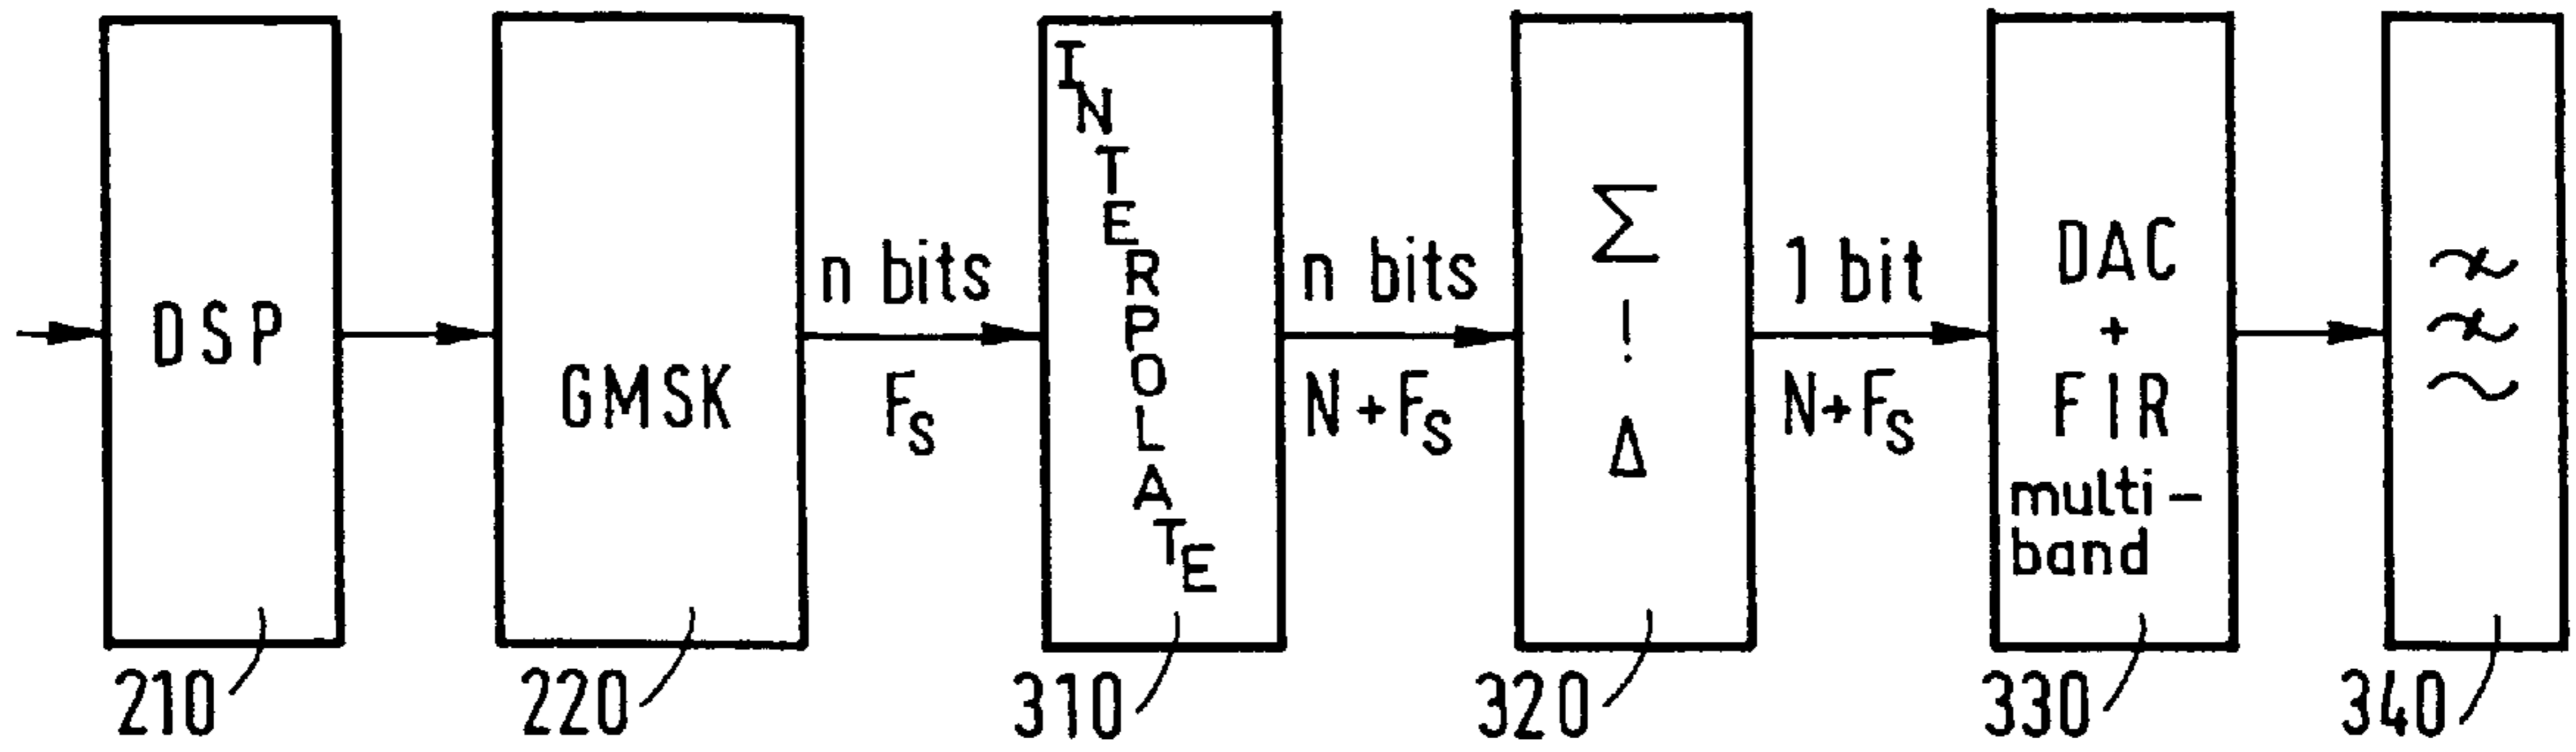 DSP
210
GMSK
220
n bits
Fs
INTERPOLATE
310
n bits
N + Fs
Σ
!
Δ
320
1 bit
N+Fs
DAC
+
FIR
multi-
band
330
340